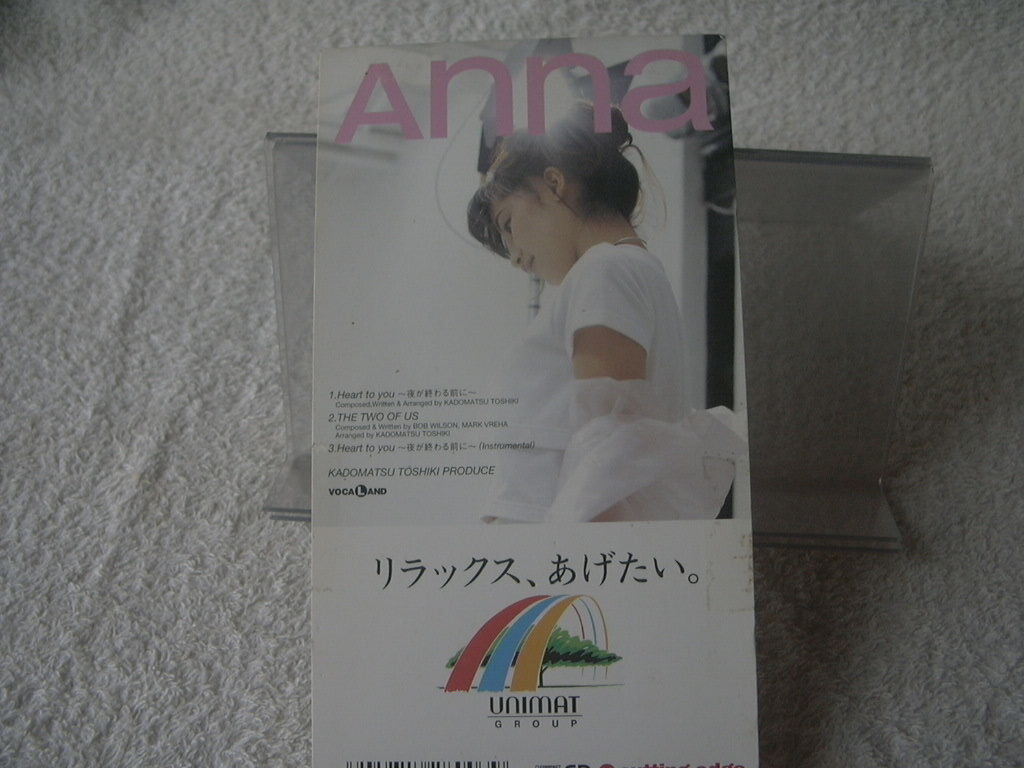 Anna
1.Heart to you ～夜が終わる前に～
Composed,Written & Arranged by KADOMATSU TOSHIKI
2.THE TWO OF US
Composed & Written by BOB WILSON, MARK VREHA
Arranged by KADOMATSU TOSHIKI
3.Heart to you ～夜が終わる前に～ (Instrumental)
KADOMATSU TOSHIKI PRODUCE
VOCALAND
リラックス、あげたい。
UNIMAT
GROUP
cutting edge